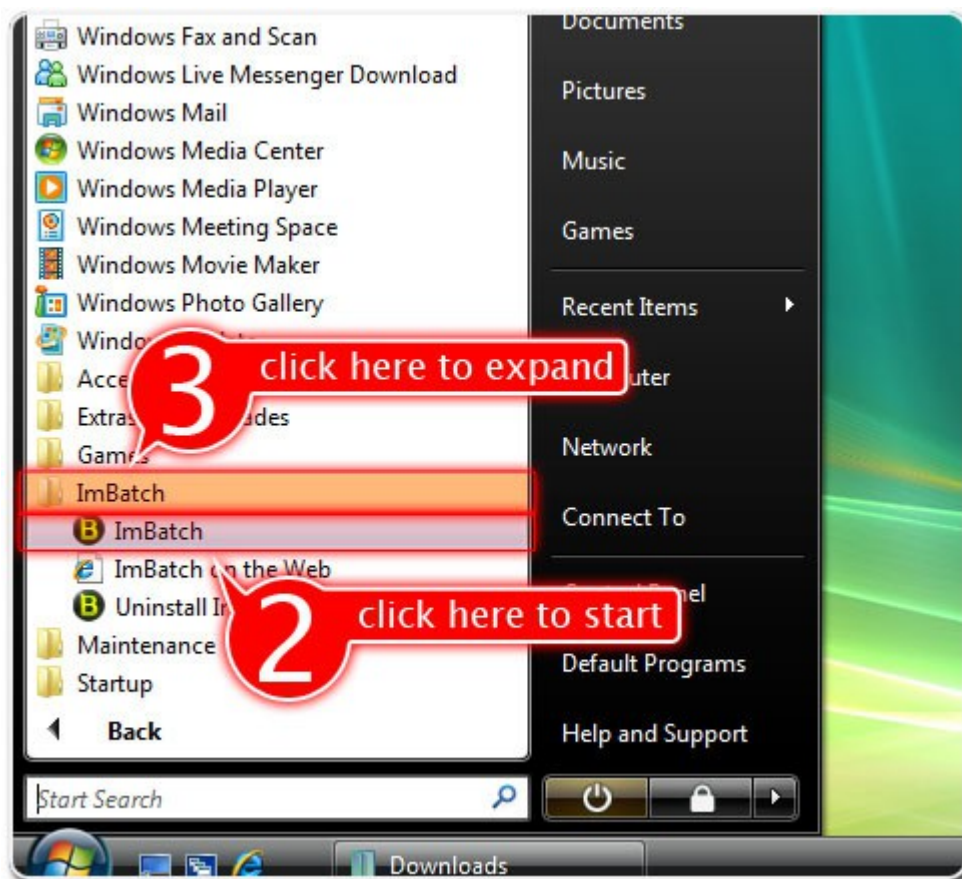 Windows Fax and Scan
Windows Live Messenger Download
Windows Mail
Windows Media Center
Windows Media Player
Windows Meeting Space
Windows Movie Maker
Windows Photo Gallery
3 click here to expand
Games
ImBatch
ImBatch
ImBatch on the Web
Uninstall
2 click here to start
Maintenance
Startup
Back
Start Search
Documents
Pictures
Music
Games
Recent Items
Network
Connect To
Default Programs
Help and Support
Downloads